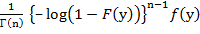 1/Γ(n) {−log(1 − F(y))}ⁿ⁻¹ f(y)